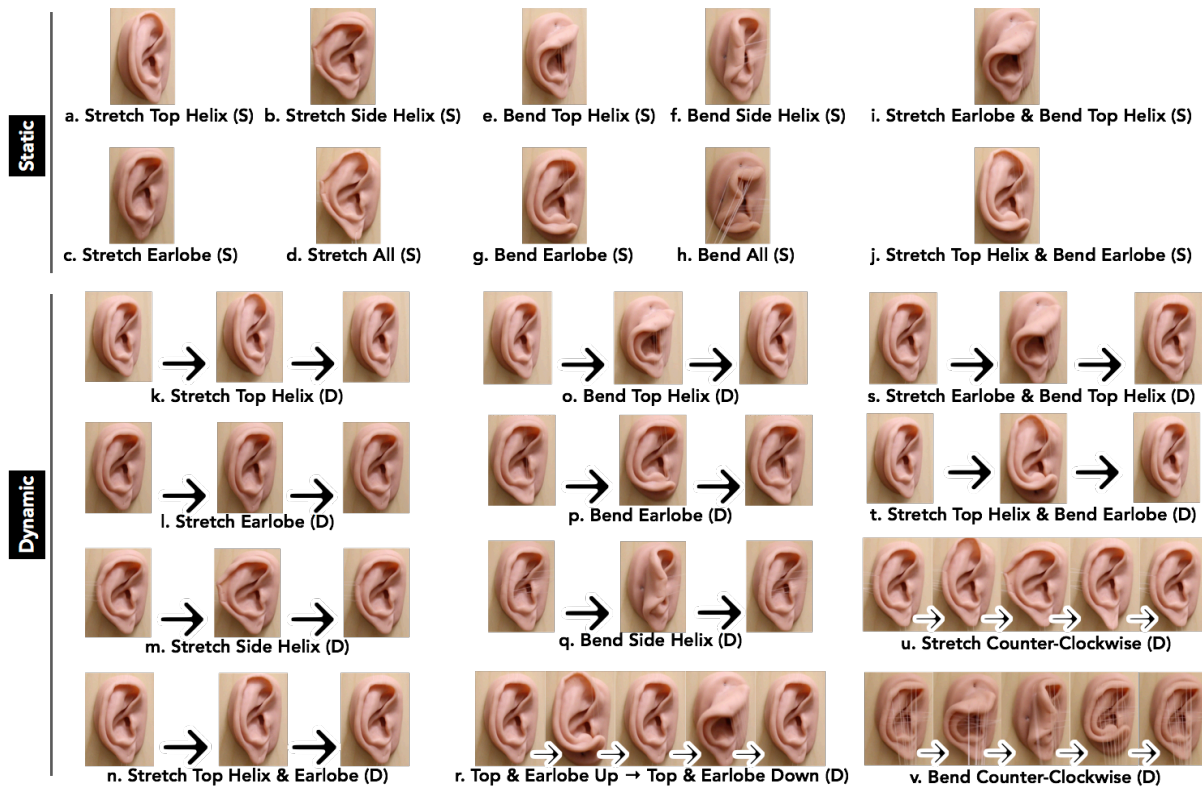 Static
a. Stretch Top Helix (S)
b. Stretch Side Helix (S)
e. Bend Top Helix (S)
f. Bend Side Helix (S)
i. Stretch Earlobe & Bend Top Helix (S)
c. Stretch Earlobe (S)
d. Stretch All (S)
g. Bend Earlobe (S)
h. Bend All (S)
j. Stretch Top Helix & Bend Earlobe (S)
Dynamic
k. Stretch Top Helix (D)
o. Bend Top Helix (D)
s. Stretch Earlobe & Bend Top Helix (D)
l. Stretch Earlobe (D)
p. Bend Earlobe (D)
t. Stretch Top Helix & Bend Earlobe (D)
m. Stretch Side Helix (D)
q. Bend Side Helix (D)
u. Stretch Counter-Clockwise (D)
n. Stretch Top Helix & Earlobe (D)
r. Top & Earlobe Up → Top & Earlobe Down (D)
v. Bend Counter-Clockwise (D)